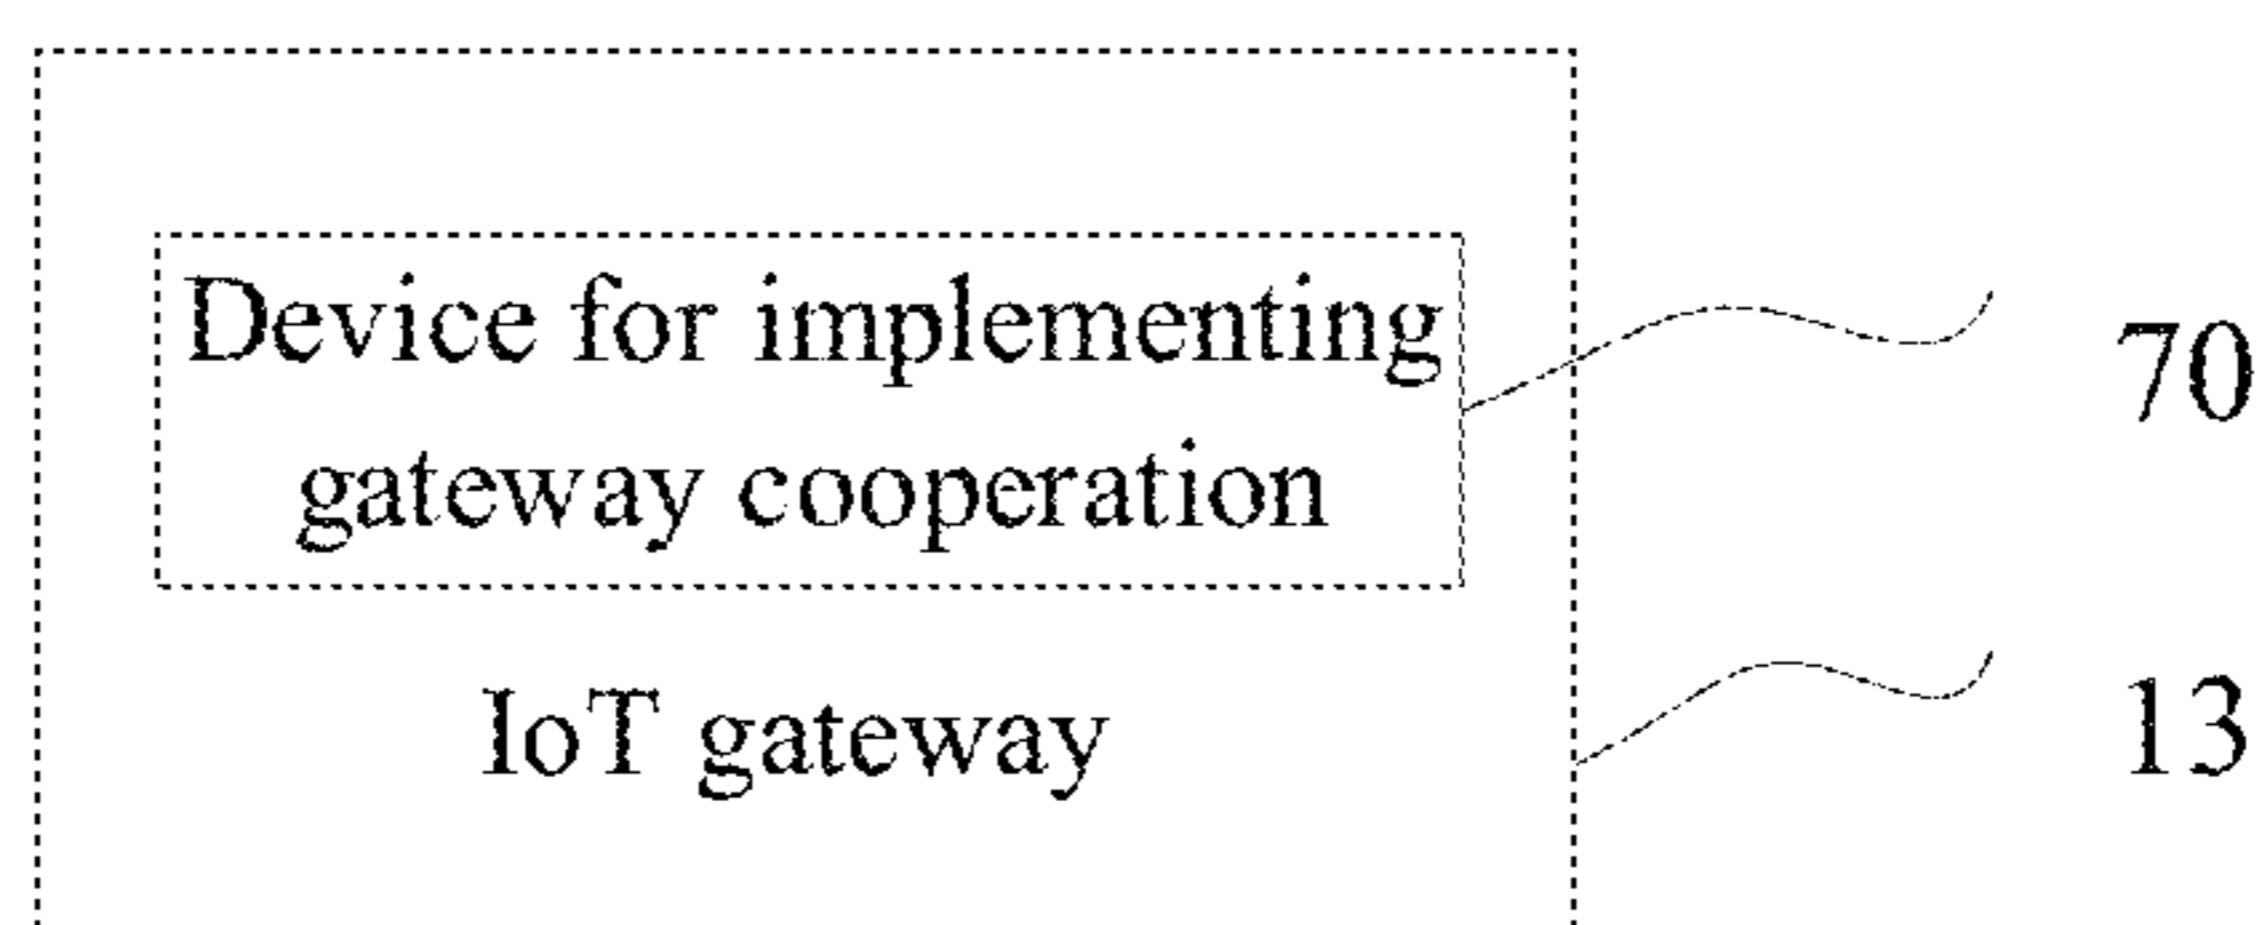 Device for implementing
gateway cooperation
70
IoT gateway
13